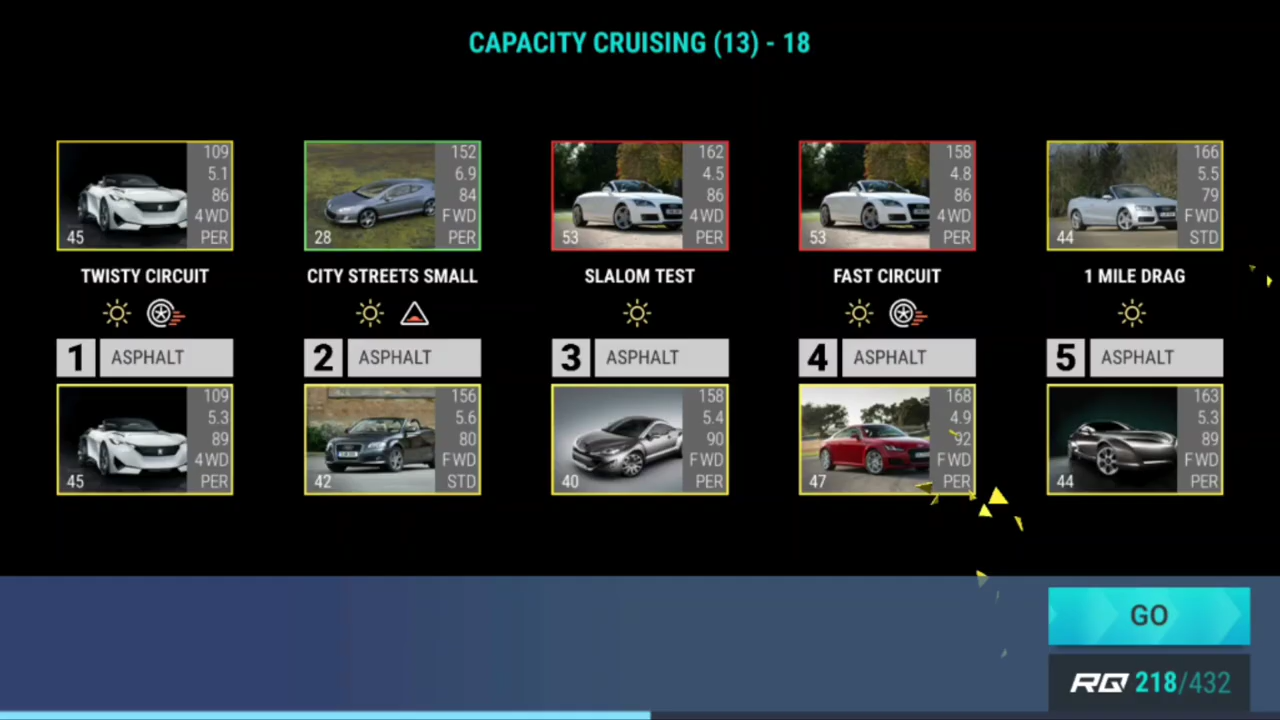 CAPACITY CRUISING (13) - 18
109
5.1
86
4WD
45 PER
152
6.9
84
FWD
28 PER
162
4.5
86
4WD
53 PER
158
4.8
86
4WD
53 PER
166
5.5
79
FWD
44 STD
TWISTY CIRCUIT
CITY STREETS SMALL
SLALOM TEST
FAST CIRCUIT
1 MILE DRAG
1 ASPHALT
2 ASPHALT
3 ASPHALT
4 ASPHALT
5 ASPHALT
109
5.3
89
4WD
45 PER
156
5.6
80
FWD
42 STD
158
5.4
90
FWD
40 PER
168
4.9
92
FWD
47 PER
163
5.3
89
FWD
44 PER
GO
RQ 218/432